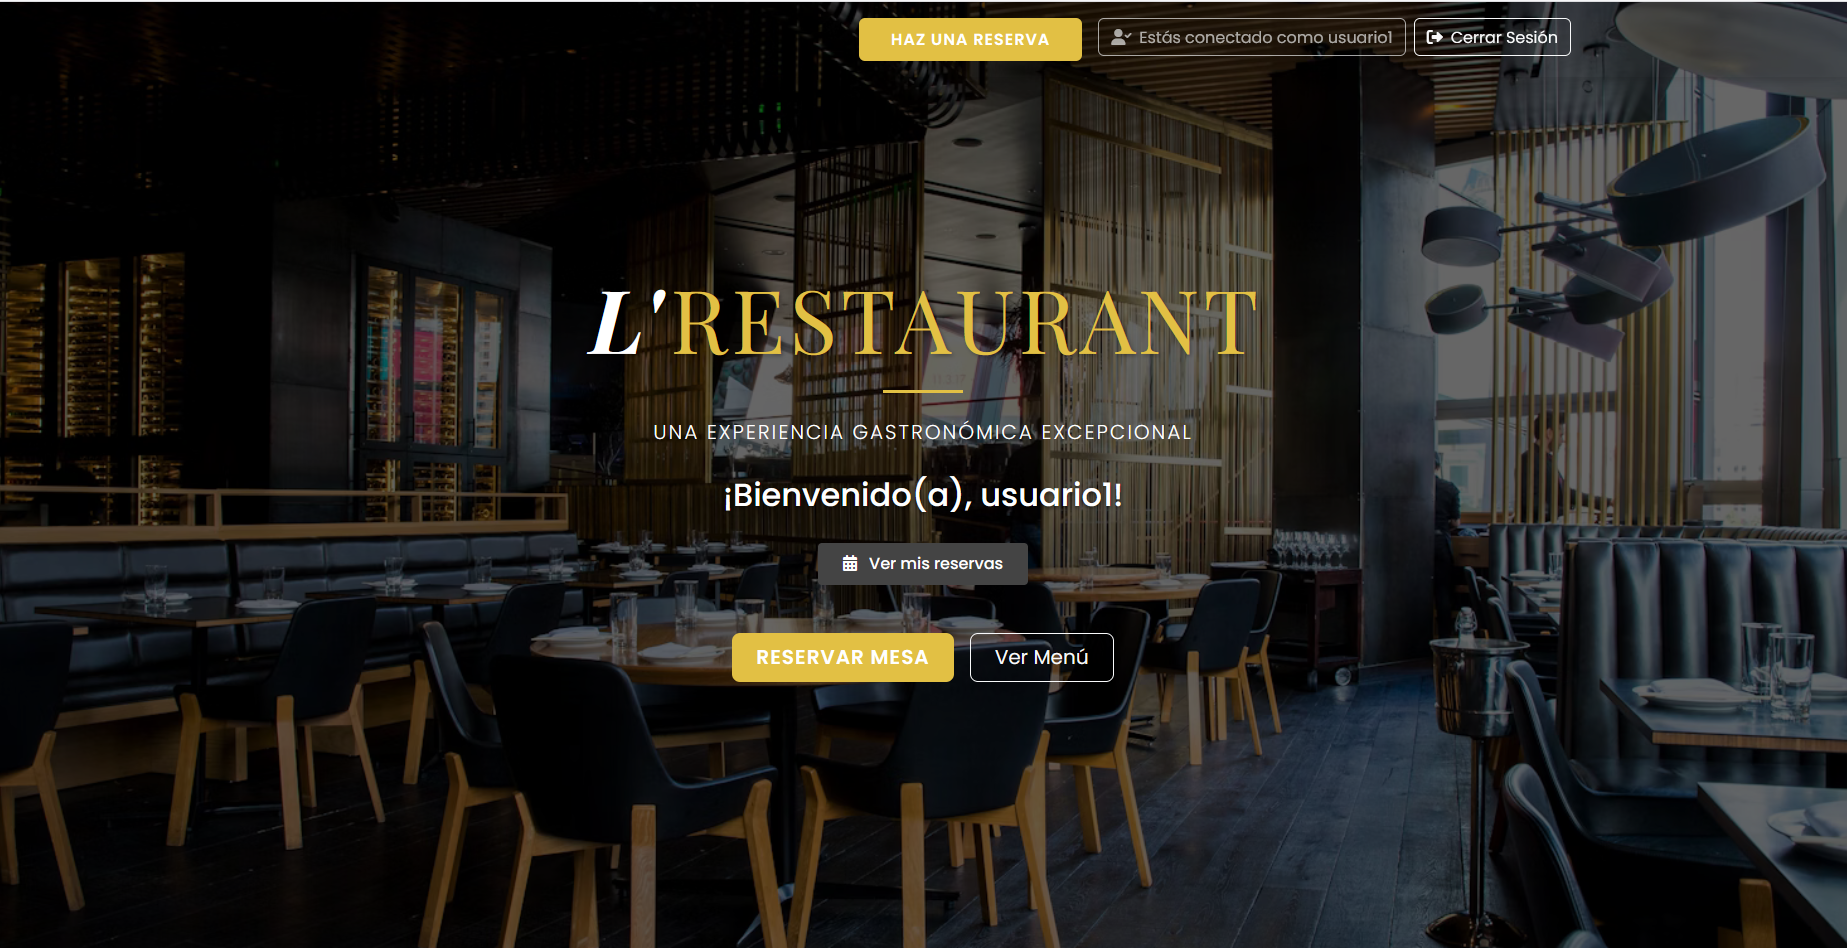 HAZ UNA RESERVA
Estás conectado como usuario1
Cerrar Sesión
L'RESTAURANT
UNA EXPERIENCIA GASTRONÓMICA EXCEPCIONAL
¡Bienvenido(a), usuario1!
Ver mis reservas
RESERVAR MESA
Ver Menú